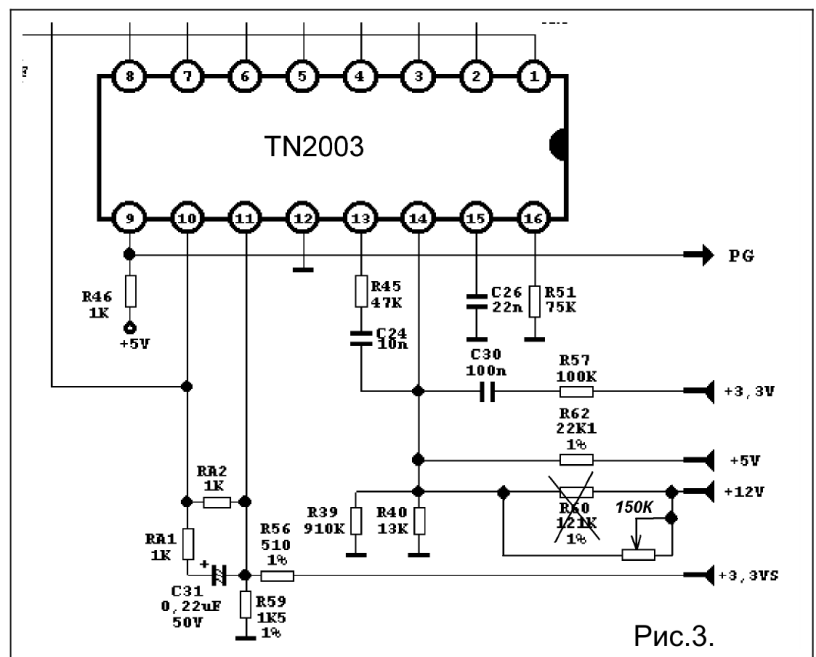 8 7 6 5 4 3 2 1
TN2003
9 10 11 12 13 14 15 16
PG
R46
1K
+5V
R45
47K
C24
10n
C26
22n
R51
75K
C30
100n
R57
100K
+3,3V
R62
22K1
1%
+5V
+12V
R39
910K
R40
13K
R60
121K
1%
150K
RA2
1K
RA1
1K
R56
510
1%
+
C31
0,22uF
50V
R59
1K5
1%
+3,3VS
Рис.3.